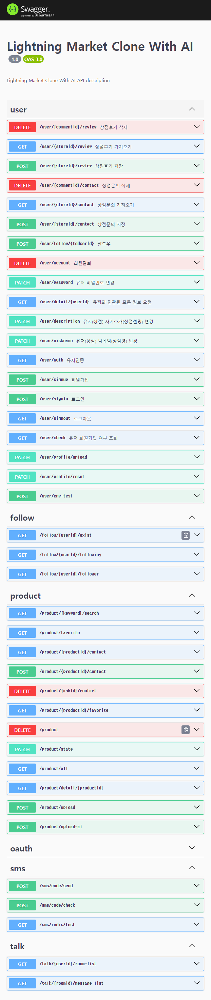 Swagger.
Supported by SMARTBEAR
Lightning Market Clone With AI
1.0 OAS 3.0
Lightning Market Clone With AI API description
user
DELETE /user/{commentId}/review 상점후기 삭제
GET /user/{storeId}/review 상점후기 가져오기
POST /user/{storeId}/review 상점후기 저장
DELETE /user/{commentId}/contact 상점문의 삭제
GET /user/{storeId}/contact 상점문의 가져오기
POST /user/{storeId}/contact 상점문의 저장
POST /user/follow/{toUserId} 팔로우
DELETE /user/account 회원탈퇴
PATCH /user/password 유저 비밀번호 변경
GET /user/detail/{userId} 유저와 연관된 모든 정보 요청
PATCH /user/description 유저(상점) 자기소개(상점설명) 변경
PATCH /user/nickname 유저(상점) 닉네임(상점명) 변경
GET /user/auth 유저인증
POST /user/signup 회원가입
POST /user/signin 로그인
GET /user/signout 로그아웃
GET /user/check 유저 회원가입 여부 조회
PATCH /user/profile/upload
PATCH /user/profile/reset
POST /user/env-test
follow
GET /follow/{userId}/exist
GET /follow/{userId}/following
GET /follow/{userId}/follower
product
GET /product/{keyword}/search
GET /product/favorite
GET /product/{productId}/contact
POST /product/{productId}/contact
DELETE /product/{askId}/contact
GET /product/{productId}/favorite
DELETE /product
PATCH /product/state
GET /product/all
GET /product/detail/{productId}
POST /product/upload
POST /product/upload-ai
oauth
sms
POST /sms/code/send
POST /sms/code/check
GET /sms/redis/test
talk
GET /talk/{userId}/room-list
GET /talk/{roomId}/message-list